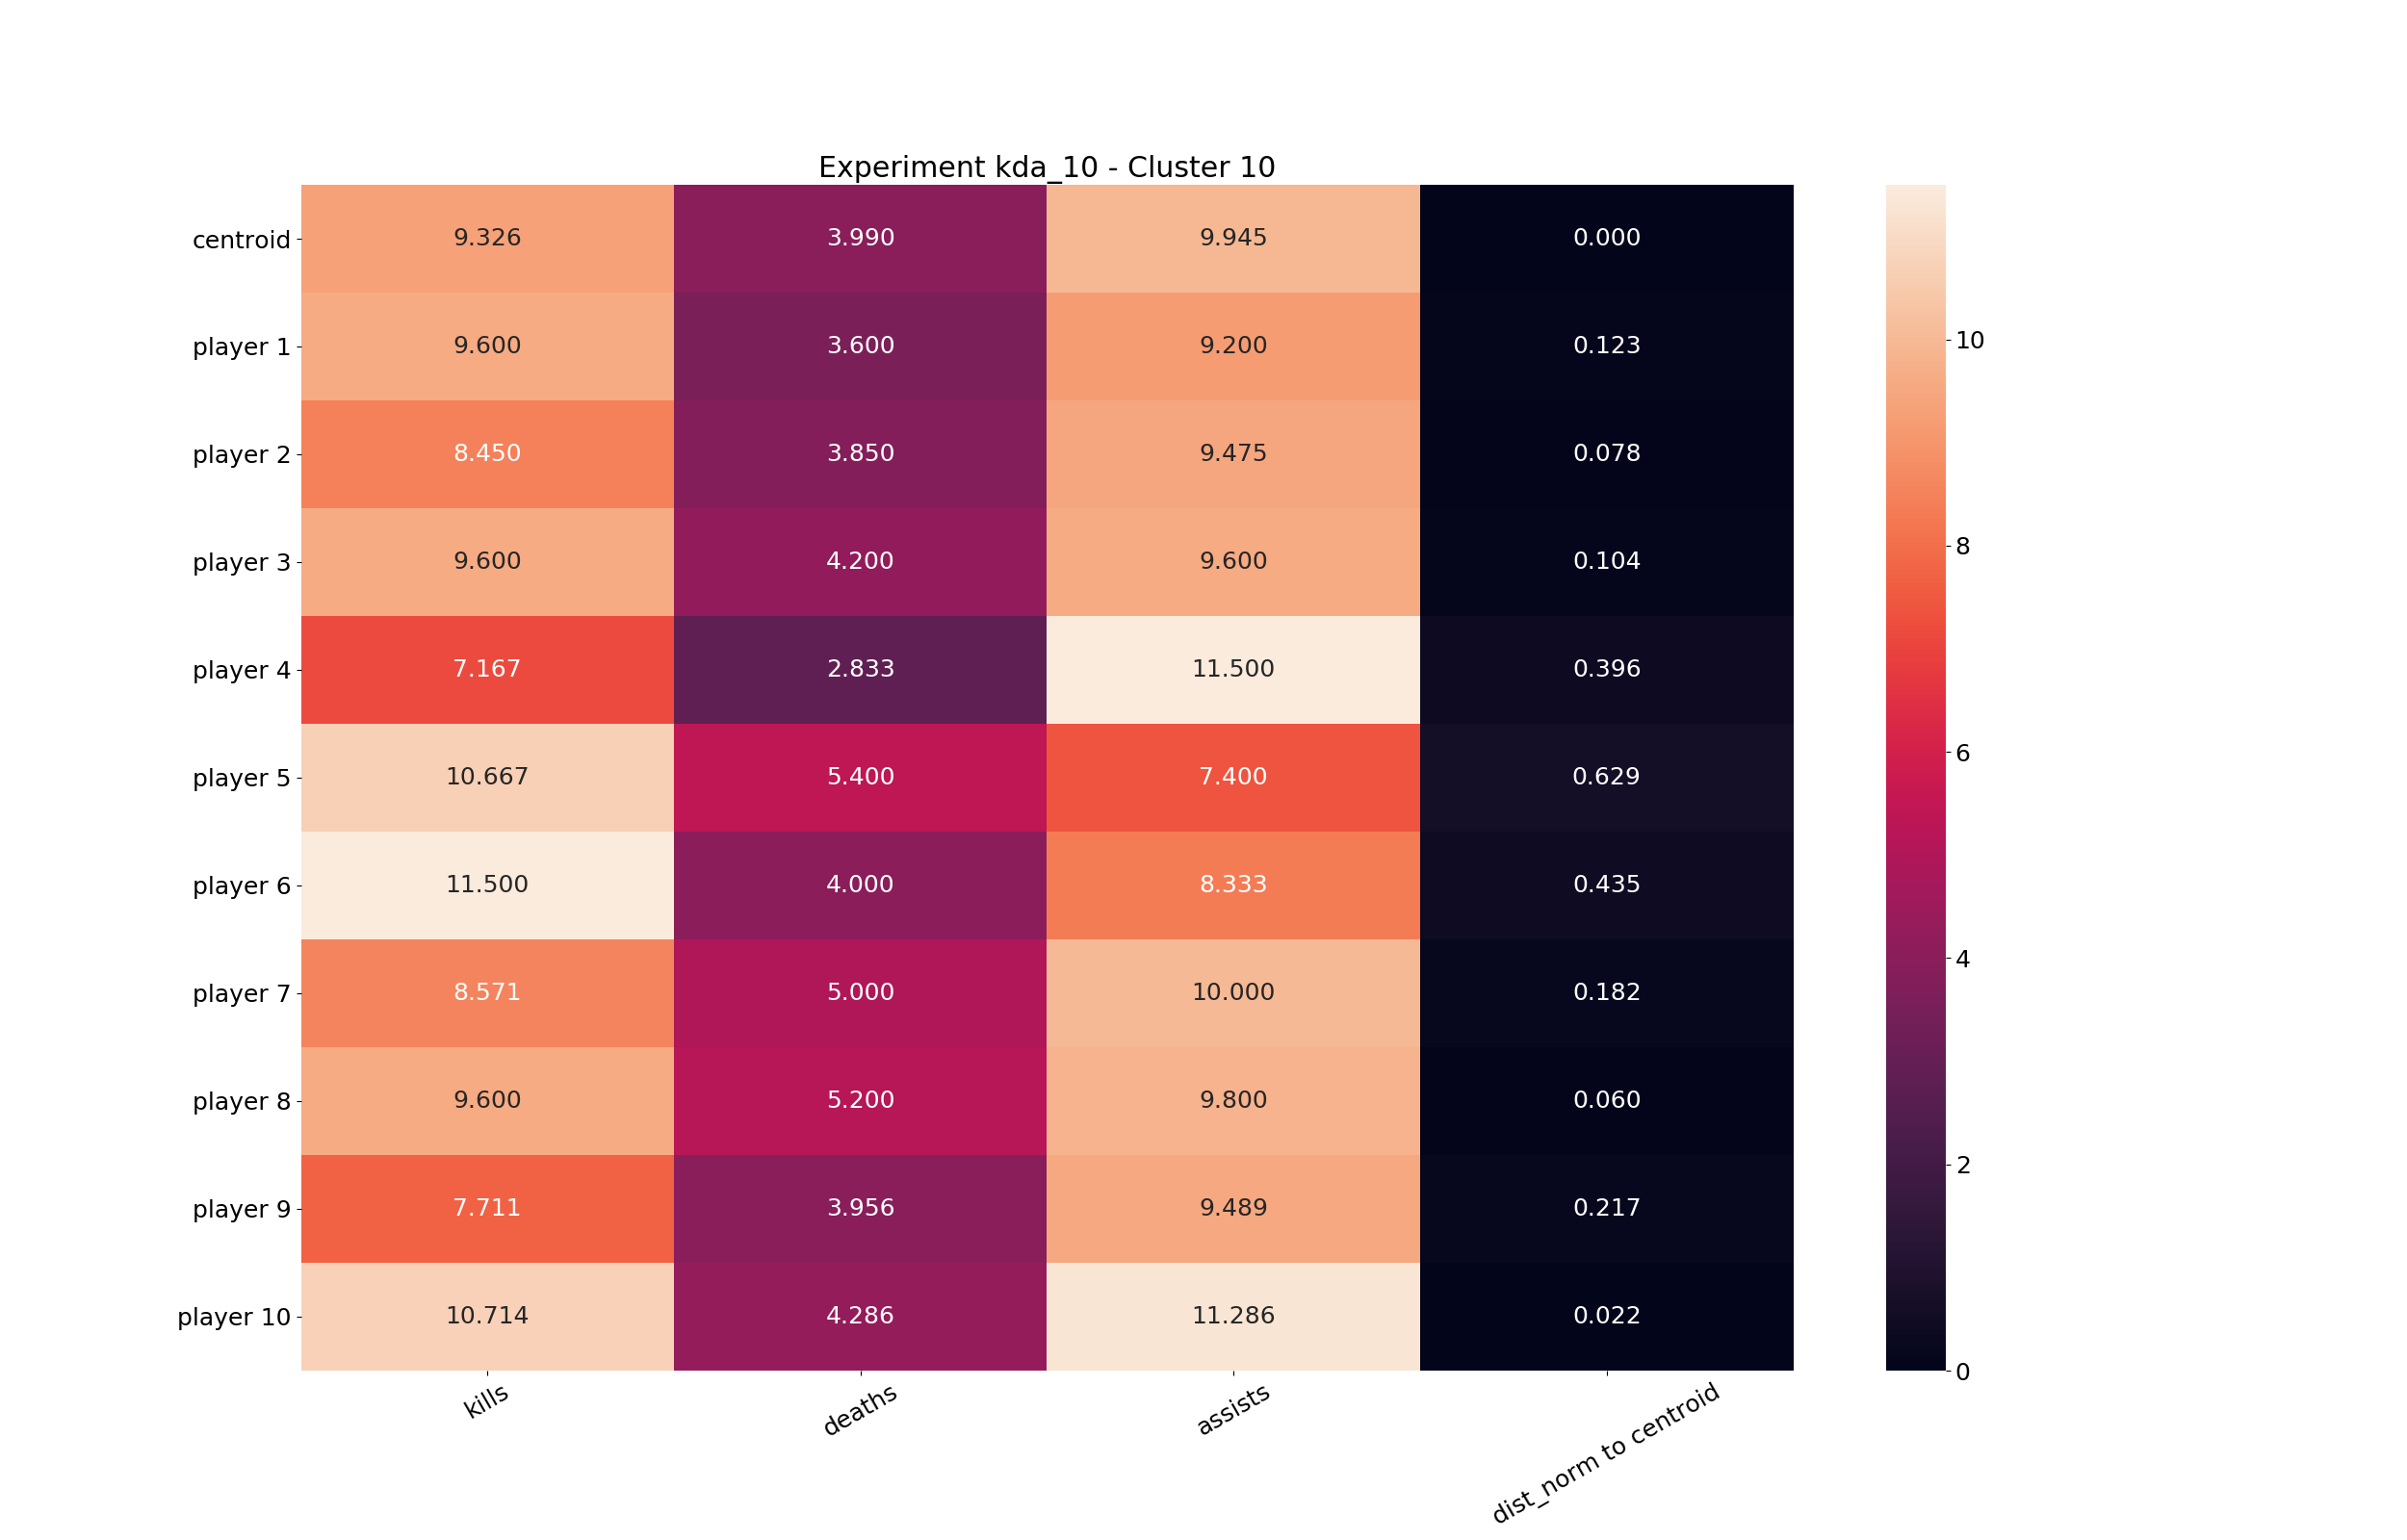 Experiment kda_10 - Cluster 10
centroid 9.326 3.990 9.945 0.000
player 1 9.600 3.600 9.200 0.123
player 2 8.450 3.850 9.475 0.078
player 3 9.600 4.200 9.600 0.104
player 4 7.167 2.833 11.500 0.396
player 5 10.667 5.400 7.400 0.629
player 6 11.500 4.000 8.333 0.435
player 7 8.571 5.000 10.000 0.182
player 8 9.600 5.200 9.800 0.060
player 9 7.711 3.956 9.489 0.217
player 10 10.714 4.286 11.286 0.022
kills deaths assists dist_norm to centroid
10
8
6
4
2
0